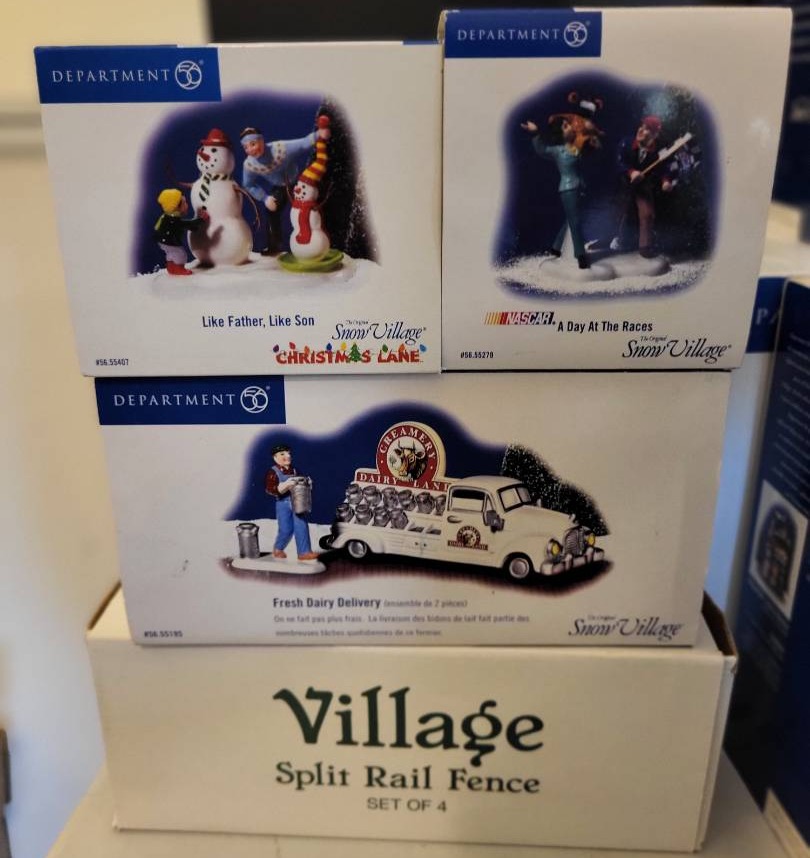 DEPARTMENT 56
Like Father, Like Son
The Original
Snow Village®
CHRISTMAS LANE
#56.55407
DEPARTMENT 56
NASCAR® A Day At The Races
The Original
Snow Village®
#56.55270
DEPARTMENT 56
CREAMERY
DAIRY LAND
Fresh Dairy Delivery (ensemble de 2 pièces)
On ne fait pas plus frais. La livraison des bidons de lait fait partie des
nombreuses tâches quotidiennes de ce fermier.
#56.55195
The Original
Snow Village
Village
Split Rail Fence
SET OF 4